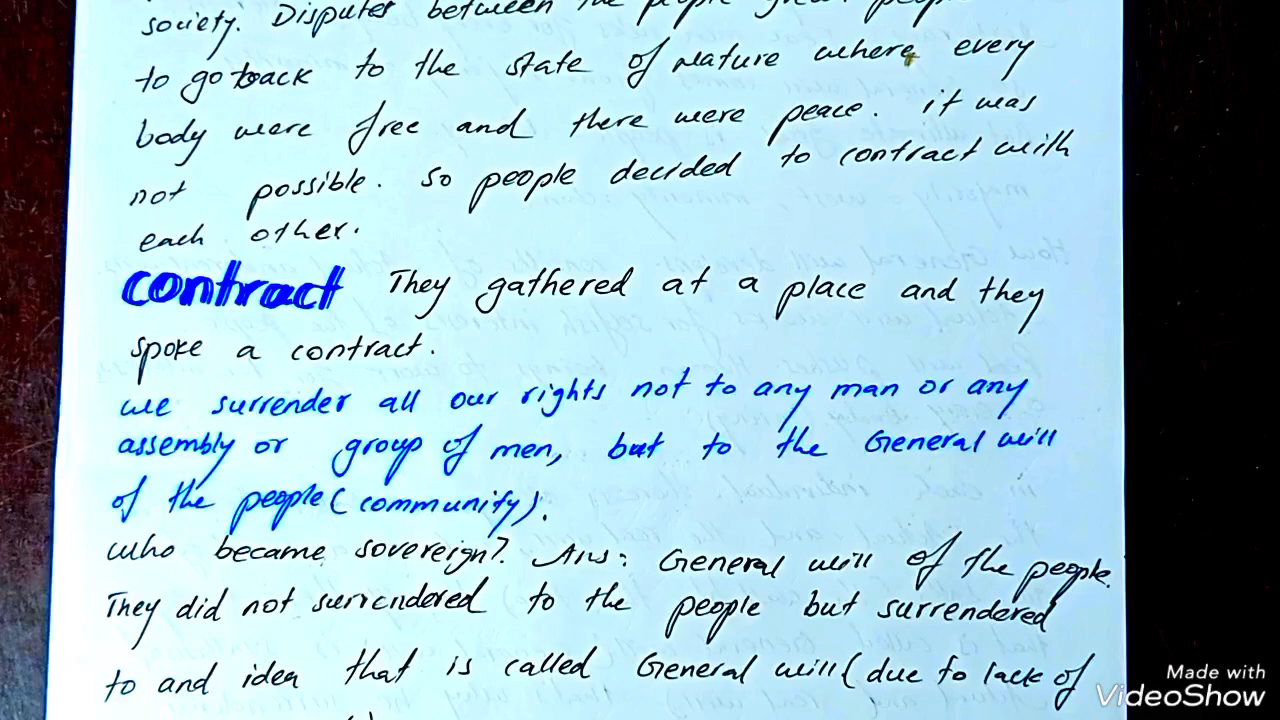 society. Disputes between the people
to go back to the state of nature where every
body were free and there were peace. it was
not possible. so people decided to contract with
each other.
contract They gathered at a place and they
spoke a contract.
we surrender all our rights not to any man or any
assembly or group of men, but to the General will
of the people (community).
who became sovereign? Ans: General will of the people.
They did not surrendered to the people but surrendered
to and idea that is called General will (due to lack of
Made with
VideoShow